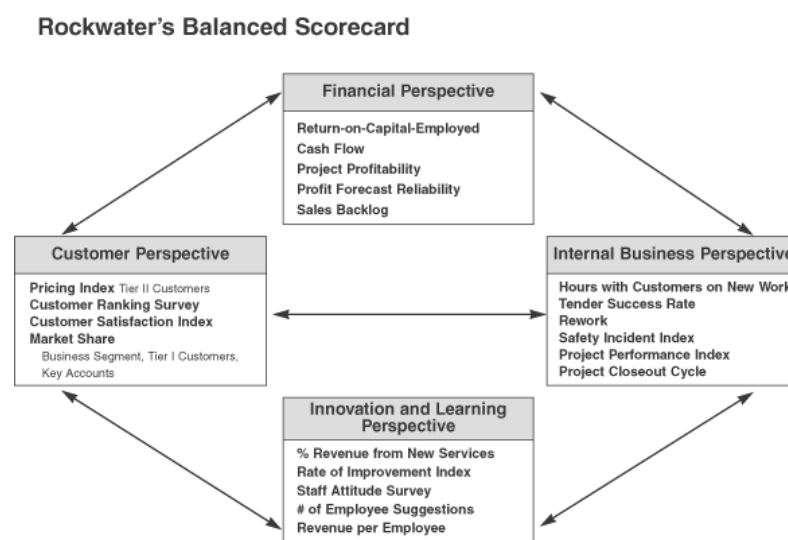 Rockwater’s Balanced Scorecard
Financial Perspective
Return-on-Capital-Employed
Cash Flow
Project Profitability
Profit Forecast Reliability
Sales Backlog
Customer Perspective
Pricing Index Tier II Customers
Customer Ranking Survey
Customer Satisfaction Index
Market Share
Business Segment, Tier I Customers,
Key Accounts
Internal Business Perspective
Hours with Customers on New Work
Tender Success Rate
Rework
Safety Incident Index
Project Performance Index
Project Closeout Cycle
Innovation and Learning
Perspective
% Revenue from New Services
Rate of Improvement Index
Staff Attitude Survey
# of Employee Suggestions
Revenue per Employee